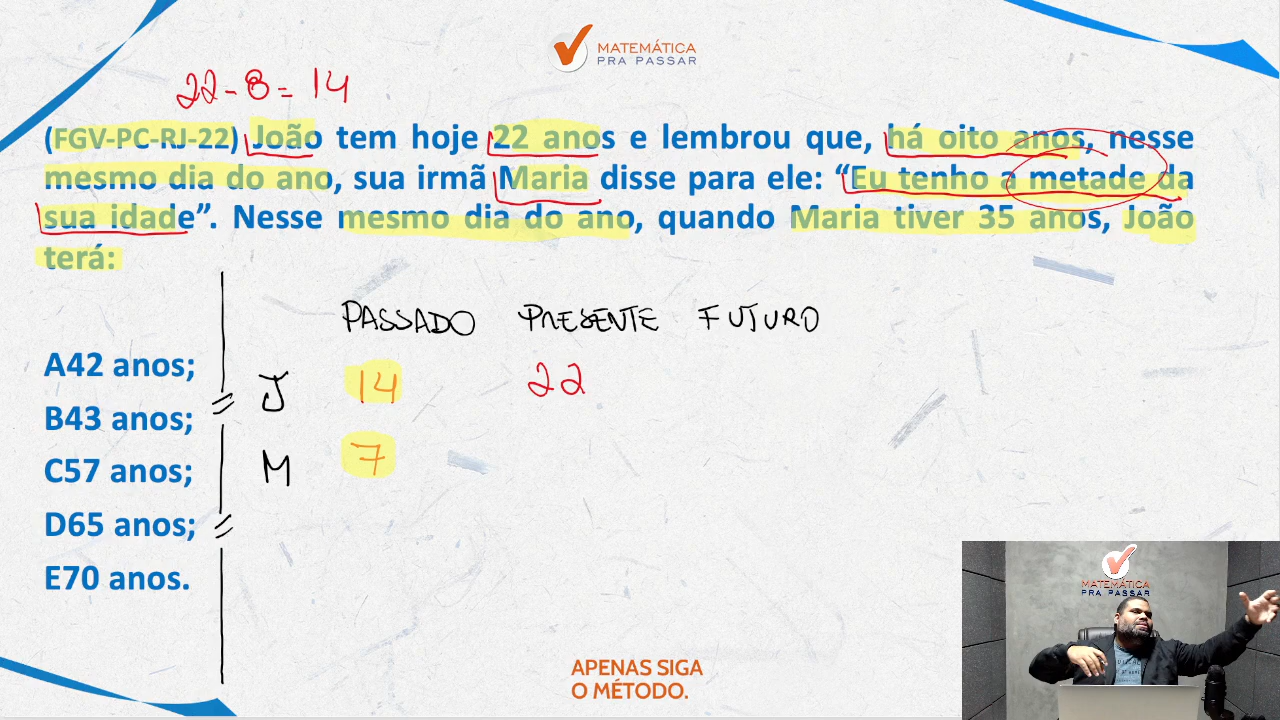 MATEMÁTICA
PRA PASSAR
22 - 8 = 14
(FGV-PC-RJ-22) João tem hoje 22 anos e lembrou que, há oito anos, nesse
mesmo dia do ano, sua irmã Maria disse para ele: “Eu tenho a metade da
sua idade”. Nesse mesmo dia do ano, quando Maria tiver 35 anos, João
terá:
PASSADO PRESENTE FUTURO
A42 anos;
J 14 22
B43 anos;
M 7
C57 anos;
D65 anos;
E70 anos.
MATEMÁTICA
PRA PASSAR
APENAS SIGA
O MÉTODO.